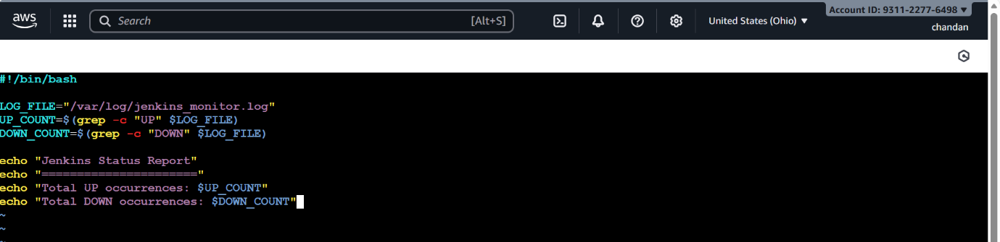 Account ID: 9311-2277-6498 ▼
aws
Search
[Alt+S]
United States (Ohio) ▼
chandan
#!/bin/bash
LOG_FILE="/var/log/jenkins_monitor.log"
UP_COUNT=$(grep -c "UP" $LOG_FILE)
DOWN_COUNT=$(grep -c "DOWN" $LOG_FILE)
echo "Jenkins Status Report"
echo "======================"
echo "Total UP occurrences: $UP_COUNT"
echo "Total DOWN occurrences: $DOWN_COUNT"
~
~
~